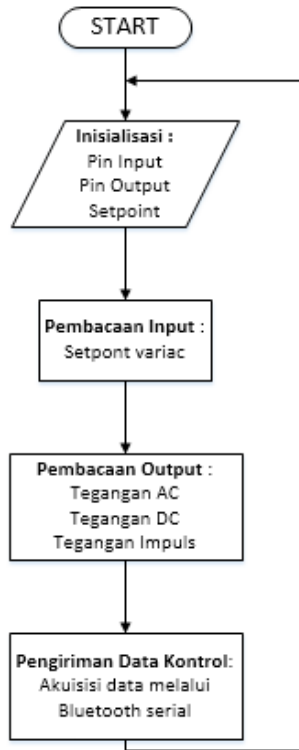 START
Inisialisasi :
Pin Input
Pin Output
Setpoint
Pembacaan Input :
Setpont variac
Pembacaan Output :
Tegangan AC
Tegangan DC
Tegangan Impuls
Pengiriman Data Kontrol:
Akuisisi data melalui
Bluetooth serial